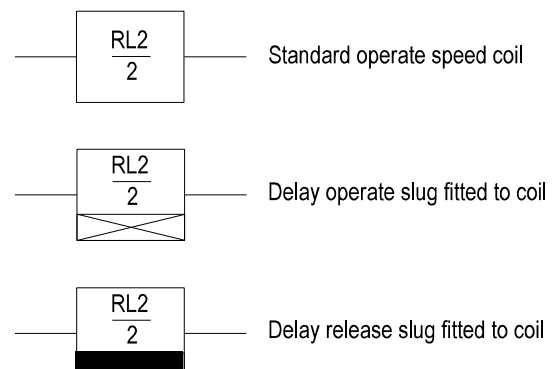 RL2
2
Standard operate speed coil
RL2
2
Delay operate slug fitted to coil
RL2
2
Delay release slug fitted to coil